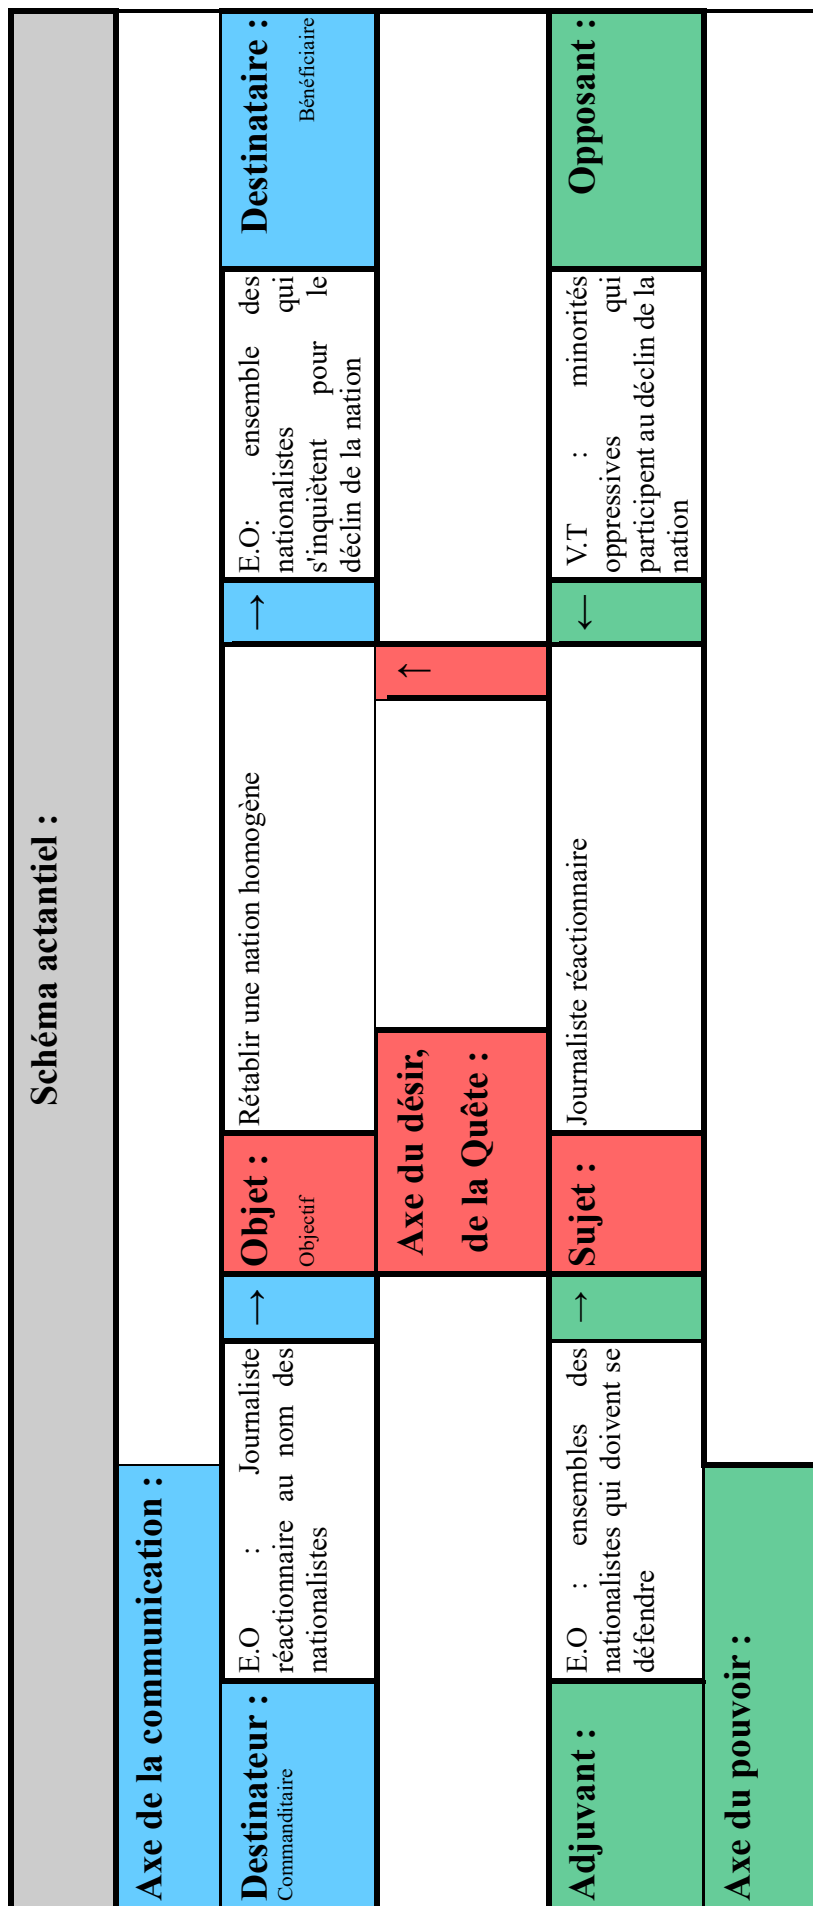 Schéma actantiel :
Axe de la communication :
Destinateur :
Commanditaire
E.O : Journaliste
réactionnaire au nom des
nationalistes
→
Objet :
Objectif
Rétablir une nation homogène
→
E.O: ensemble des
nationalistes qui
s'inquiètent pour le
déclin de la nation
Destinataire :
Bénéficiaire
Axe du désir,
de la Quête :
↑
Adjuvant :
E.O : ensembles des
nationalistes qui doivent se
défendre
→
Sujet :
Journaliste réactionnaire
←
V.T : minorités
oppressives qui
participent au déclin de la
nation
Opposant :
Axe du pouvoir :